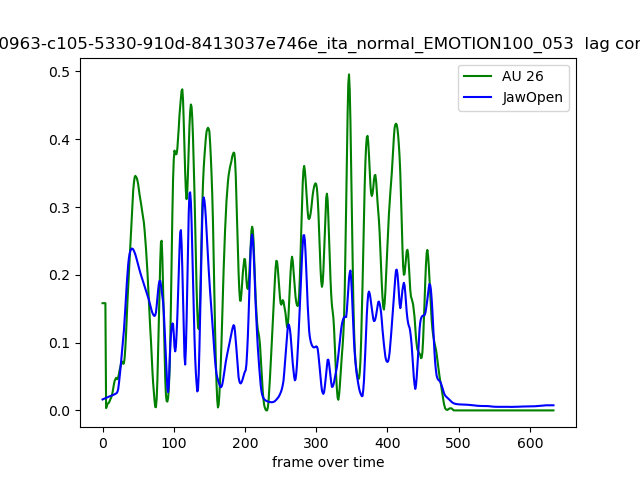 0963-c105-5330-910d-8413037e746e_ita_normal_EMOTION100_053 lag cor
AU 26
JawOpen
0.5
0.4
0.3
0.2
0.1
0.0
0 100 200 300 400 500 600
frame over time